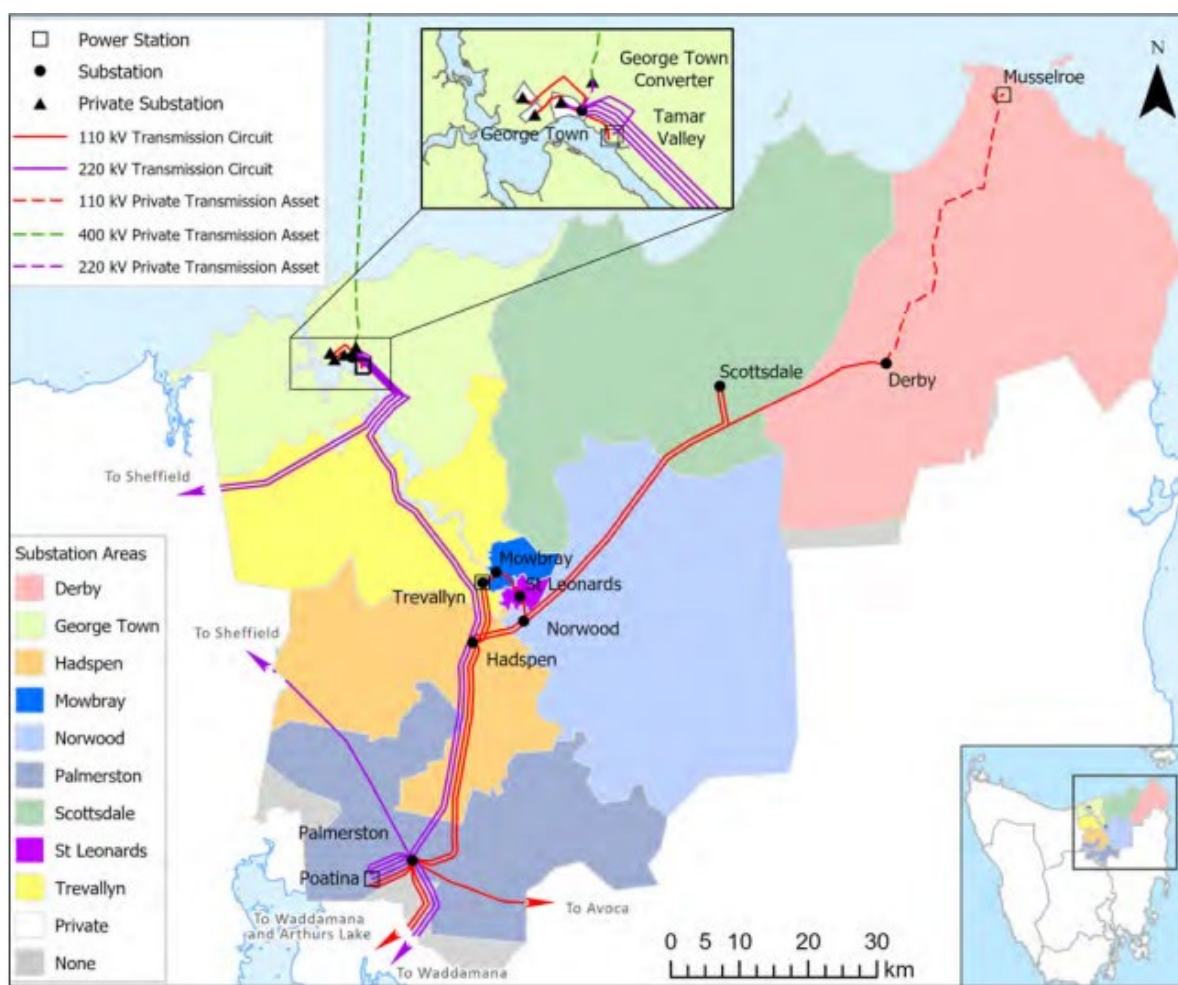 Power Station
Substation
Private Substation
110 kV Transmission Circuit
220 kV Transmission Circuit
110 kV Private Transmission Asset
400 kV Private Transmission Asset
220 kV Private Transmission Asset
George Town
Converter
Tamar
Valley
George Town
N
Musselroe
Scottsdale
Derby
To Sheffield
Mowbray
St Leonards
Trevallyn
Norwood
To Sheffield
Hadspen
Substation Areas
Derby
George Town
Hadspen
Mowbray
Norwood
Palmerston
Scottsdale
St Leonards
Trevallyn
Private
None
Palmerston
Poatina
To Avoca
To Waddamana
and Arthurs Lake
To Waddamana
0 5 10 20 30
km